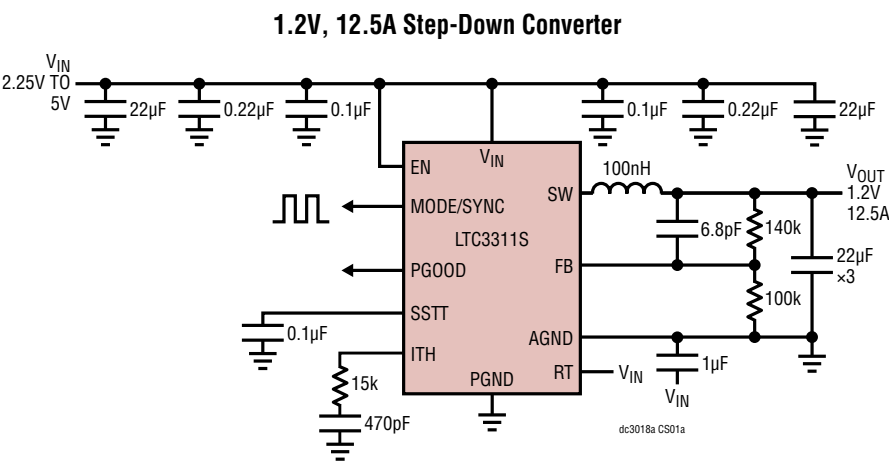 1.2V, 12.5A Step-Down Converter
VIN
2.25V TO
5V
22µF
0.22µF
0.1µF
0.1µF
0.22µF
22µF
EN
VIN
MODE/SYNC
LTC3311S
PGOOD
SSTT
ITH
PGND
SW
FB
AGND
RT
100nH
VOUT
1.2V
12.5A
6.8pF
140k
22µF
×3
100k
0.1µF
15k
470pF
VIN
1µF
VIN
dc3018a CS01a